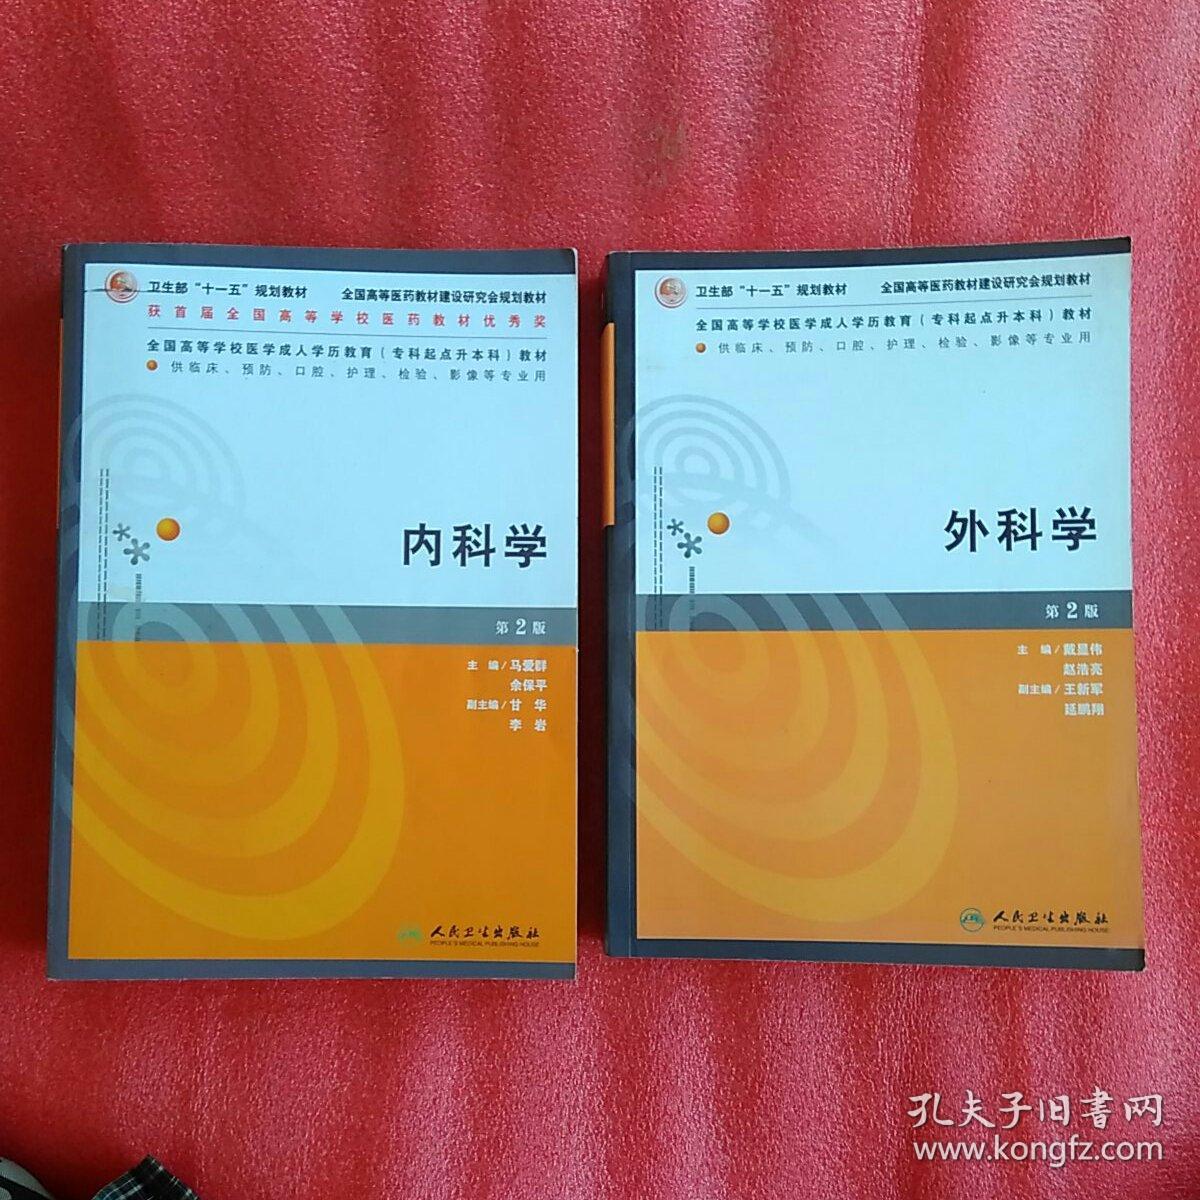 卫生部“十一五”规划教材 全国高等医药教材建设研究会规划教材
获首届全国高等学校医药教材优秀奖
全国高等学校医学成人学历教育（专科起点升本科）教材
供临床、预防、口腔、护理、检验、影像等专业用
内科学
第2版
主 编/马爱群
余保平
副主编/甘 华
李 岩
人民卫生出版社
PEOPLE'S MEDICAL PUBLISHING HOUSE
卫生部“十一五”规划教材 全国高等医药教材建设研究会规划教材
全国高等学校医学成人学历教育（专科起点升本科）教材
供临床、预防、口腔、护理、检验、影像等专业用
外科学
第2版
主 编/戴显伟
赵浩亮
副主编/王新军
延鹏翔
人民卫生出版社
PEOPLE'S MEDICAL PUBLISHING HOUSE
孔夫子旧書网
www.kongfz.com